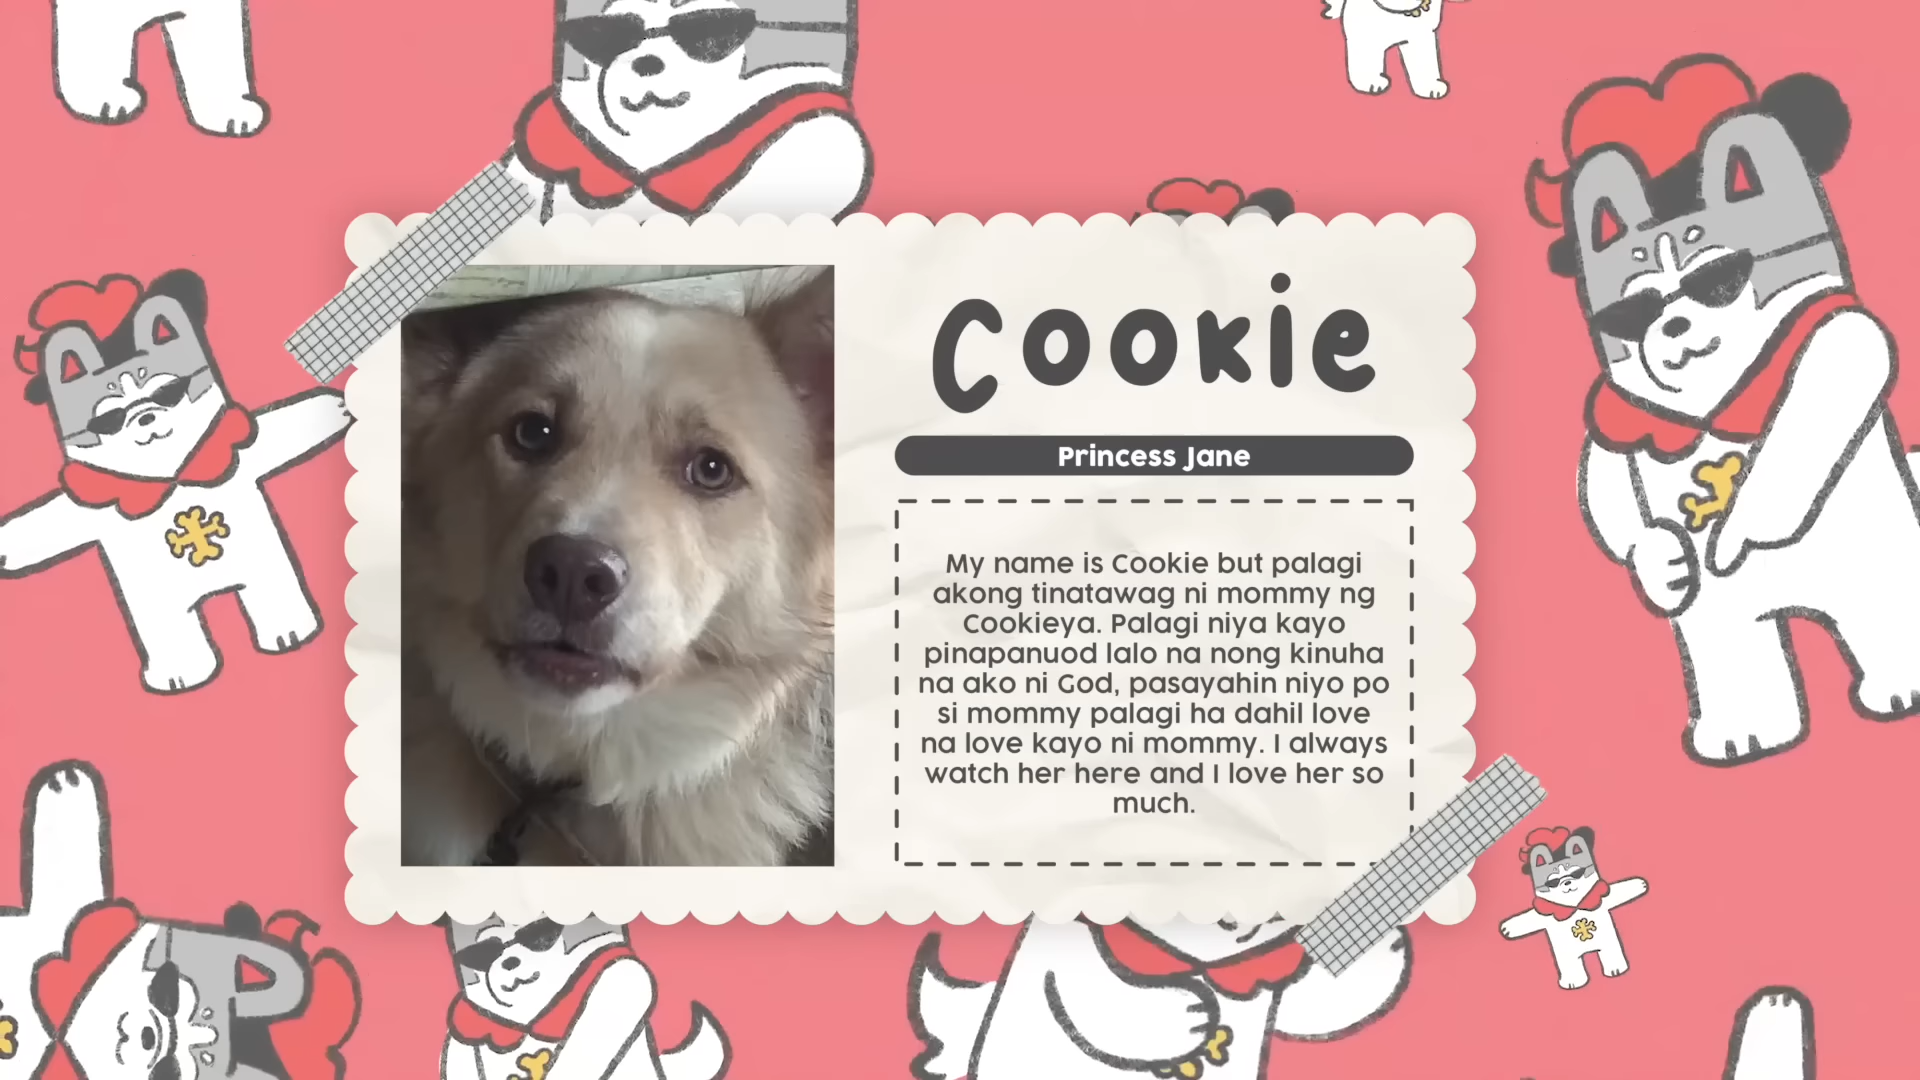 Cookie
Princess Jane
My name is Cookie but palagi
akong tinatawag ni mommy ng
Cookieya. Palagi niya kayo
pinapanuod lalo na nong kinuha
na ako ni God, pasayahin niyo po
si mommy palagi ha dahil love
na love kayo ni mommy. I always
watch her here and I love her so
much.